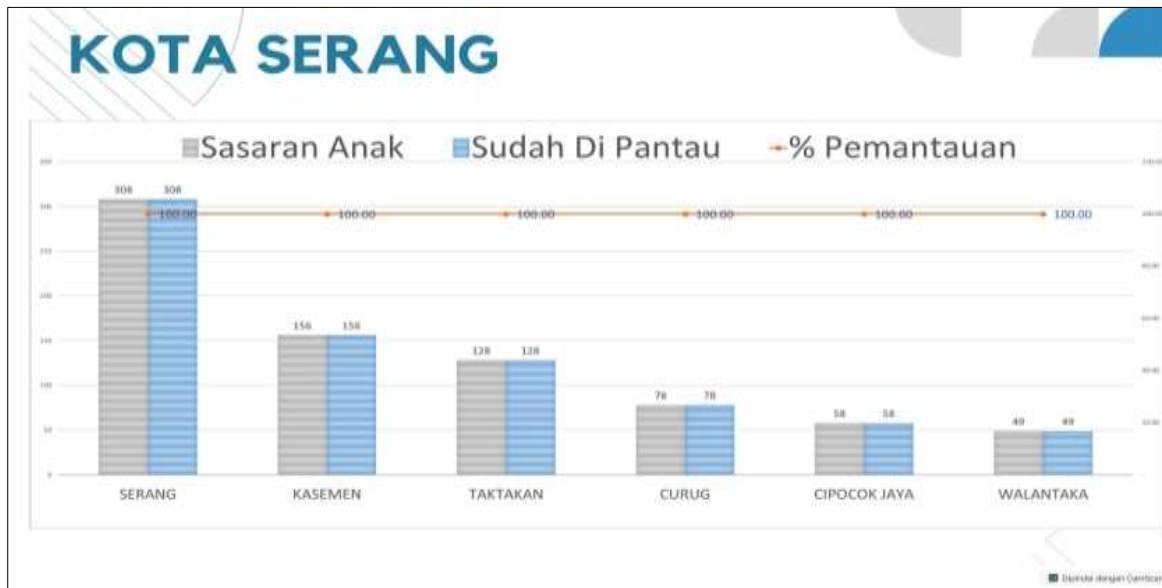 KOTA SERANG
Sasaran Anak Sudah Di Pantau % Pemantauan
308 308
100.00 100.00 100.00 100.00 100.00 100.00
156 156
128 128
78 78
58 58
49 49
50
SERANG KASEMEN TAKTAKAN CURUG CIPOCOK JAYA WALANTAKA